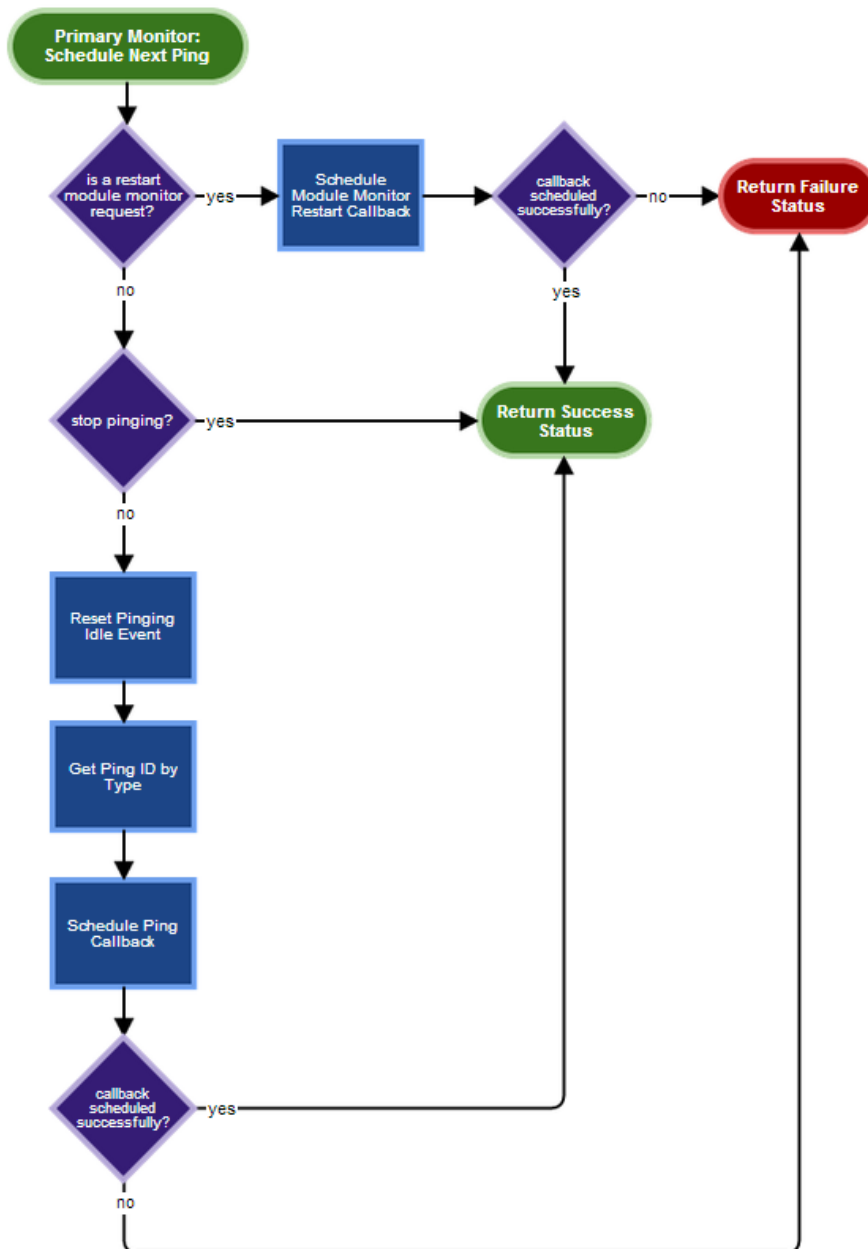 Primary Monitor:
Schedule Next Ping
is a restart
module monitor
request?
yes
Schedule
Module Monitor
Restart Callback
callback
scheduled
successfully?
no
Return Failure
Status
no
yes
stop pinging?
yes
Return Success
Status
no
Reset Pinging
Idle Event
Get Ping ID by
Type
Schedule Ping
Callback
callback
scheduled
successfully?
yes
no